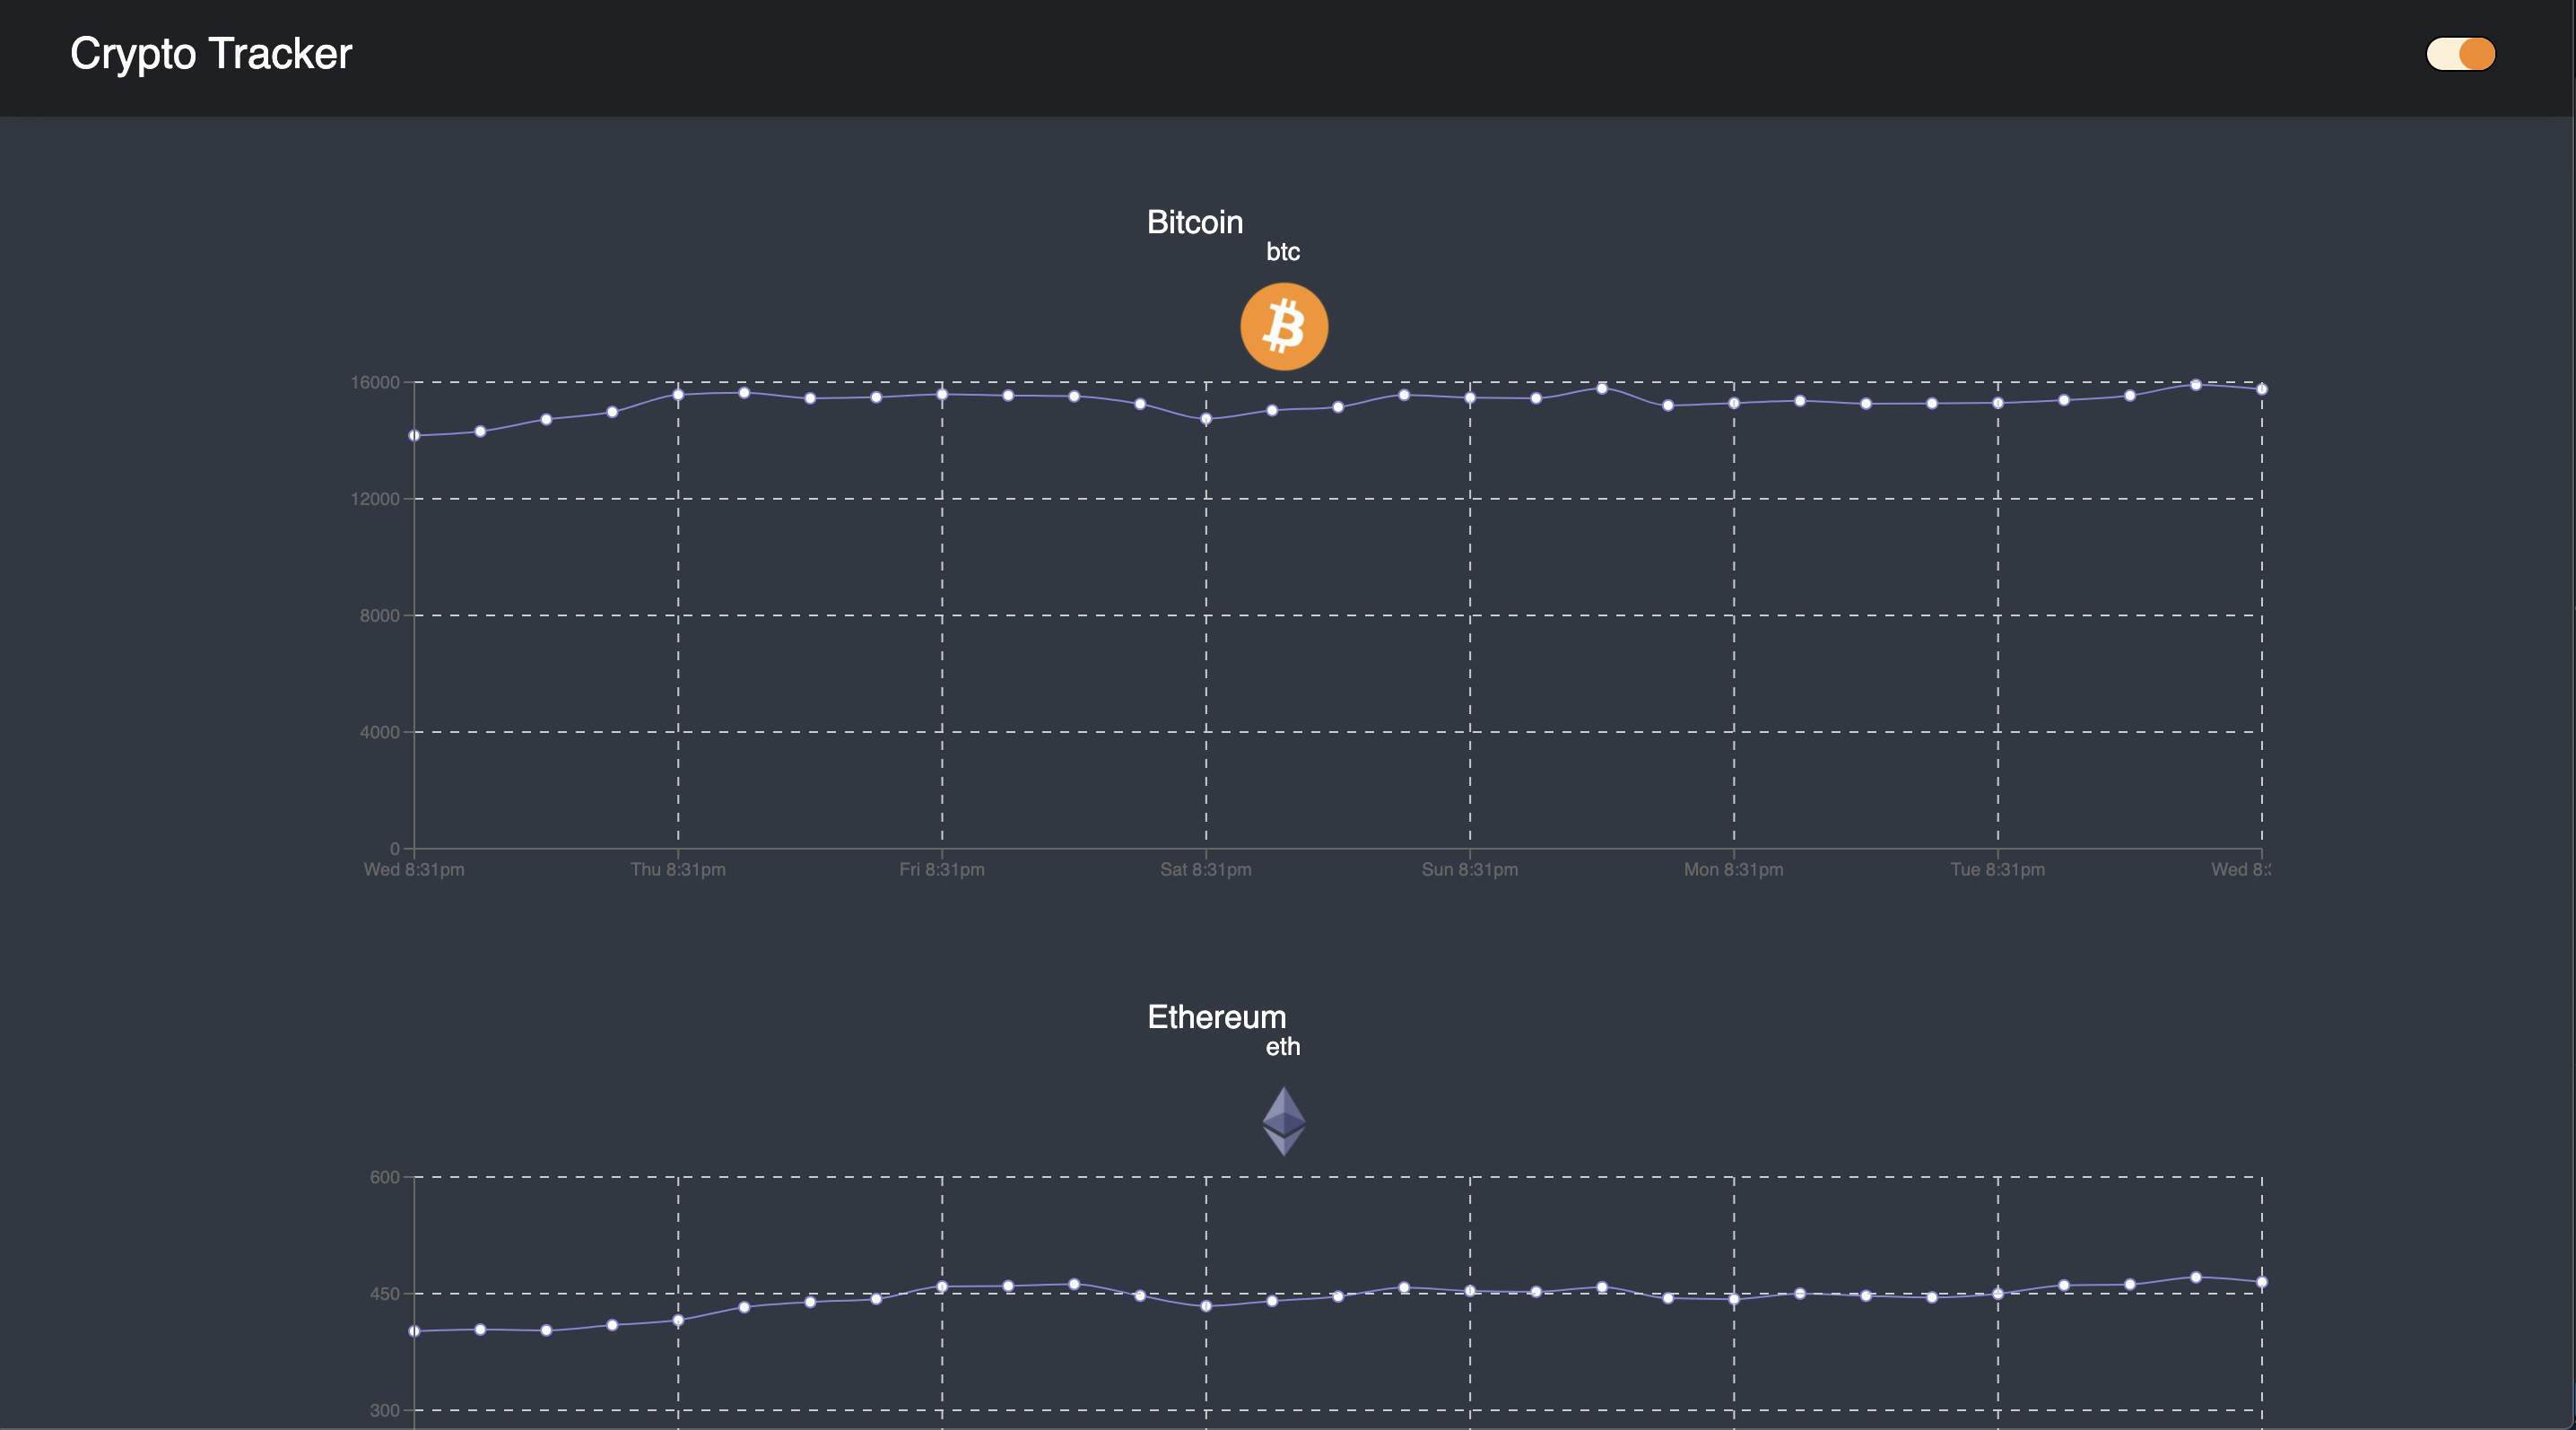 Crypto Tracker
Bitcoin
btc
16000
12000
8000
4000
0
Wed 8:31pm Thu 8:31pm Fri 8:31pm Sat 8:31pm Sun 8:31pm Mon 8:31pm Tue 8:31pm Wed 8:
Ethereum
eth
600
450
300